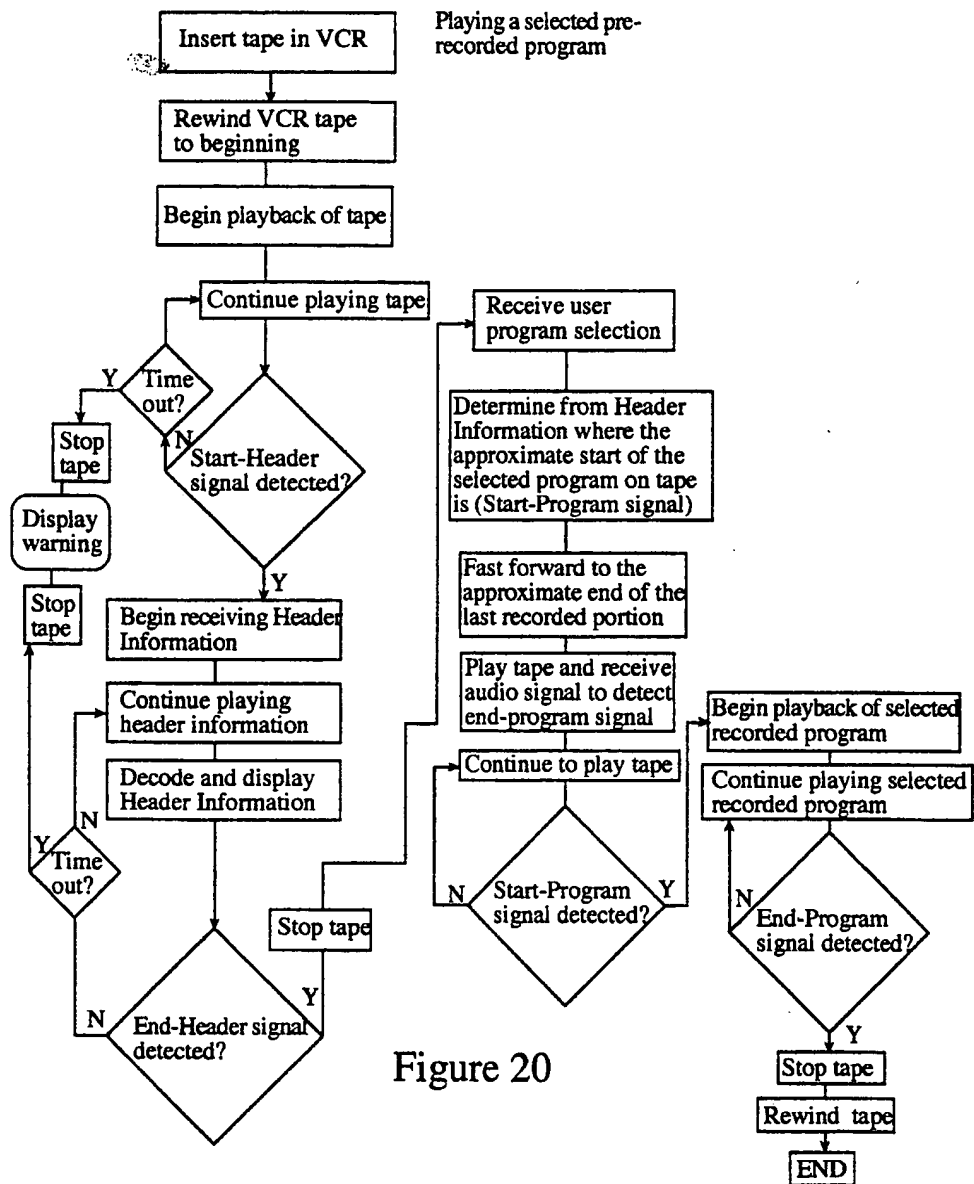 Playing a selected pre-
recorded program
Insert tape in VCR
Rewind VCR tape
to beginning
Begin playback of tape
Continue playing tape
Time
out?
Y
N
Stop
tape
Display
warning
Stop
tape
Start-Header
signal detected?
Y
Begin receiving Header
Information
Continue playing
header information
Decode and display
Header Information
N
Y
Time
out?
N
End-Header signal
detected?
Y
Stop tape
Receive user
program selection
Determine from Header
Information where the
approximate start of the
selected program on tape
is (Start-Program signal)
Fast forward to the
approximate end of the
last recorded portion
Play tape and receive
audio signal to detect
end-program signal
Continue to play tape
N
Start-Program
signal detected?
Y
Begin playback of selected
recorded program
Continue playing selected
recorded program
N
End-Program
signal detected?
Y
Stop tape
Rewind tape
END
Figure 20